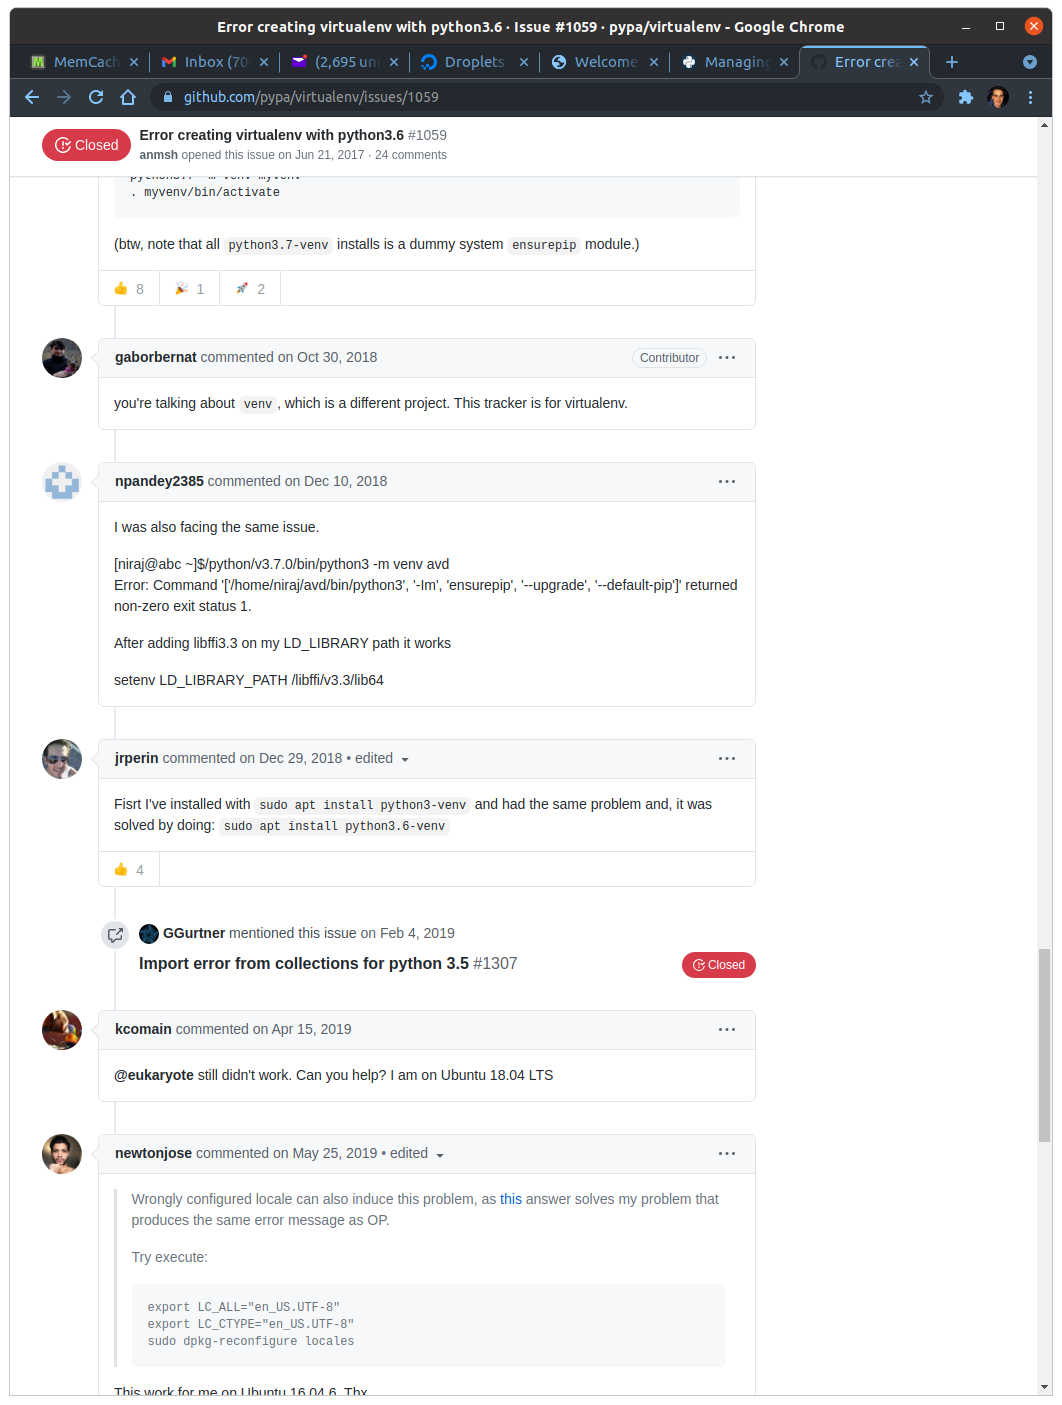 Error creating virtualenv with python3.6 · Issue #1059 · pypa/virtualenv - Google Chrome
MemCach Inbox (70 (2,695 un Droplets Welcome Managing Error crea
github.com/pypa/virtualenv/issues/1059
Closed
Error creating virtualenv with python3.6 #1059
anmsh opened this issue on Jun 21, 2017 · 24 comments
. myvenv/bin/activate
(btw, note that all python3.7-venv installs is a dummy system ensurepip module.)
8 1 2
gaborbernat commented on Oct 30, 2018 Contributor
you're talking about venv, which is a different project. This tracker is for virtualenv.
npandey2385 commented on Dec 10, 2018
I was also facing the same issue.
[niraj@abc ~]$/python/v3.7.0/bin/python3 -m venv avd
Error: Command '['/home/niraj/avd/bin/python3', '-Im', 'ensurepip', '--upgrade', '--default-pip']' returned
non-zero exit status 1.
After adding libffi3.3 on my LD_LIBRARY path it works
setenv LD_LIBRARY_PATH /libffi/v3.3/lib64
jrperin commented on Dec 29, 2018 • edited
Fisrt I've installed with sudo apt install python3-venv and had the same problem and, it was
solved by doing: sudo apt install python3.6-venv
4
GGurtner mentioned this issue on Feb 4, 2019
Import error from collections for python 3.5 #1307 Closed
kcomain commented on Apr 15, 2019
@eukaryote still didn't work. Can you help? I am on Ubuntu 18.04 LTS
newtonjose commented on May 25, 2019 • edited
Wrongly configured locale can also induce this problem, as this answer solves my problem that
produces the same error message as OP.
Try execute:
export LC_ALL="en_US.UTF-8"
export LC_CTYPE="en_US.UTF-8"
sudo dpkg-reconfigure locales
This work for me on Ubuntu 16.04.6. Thx